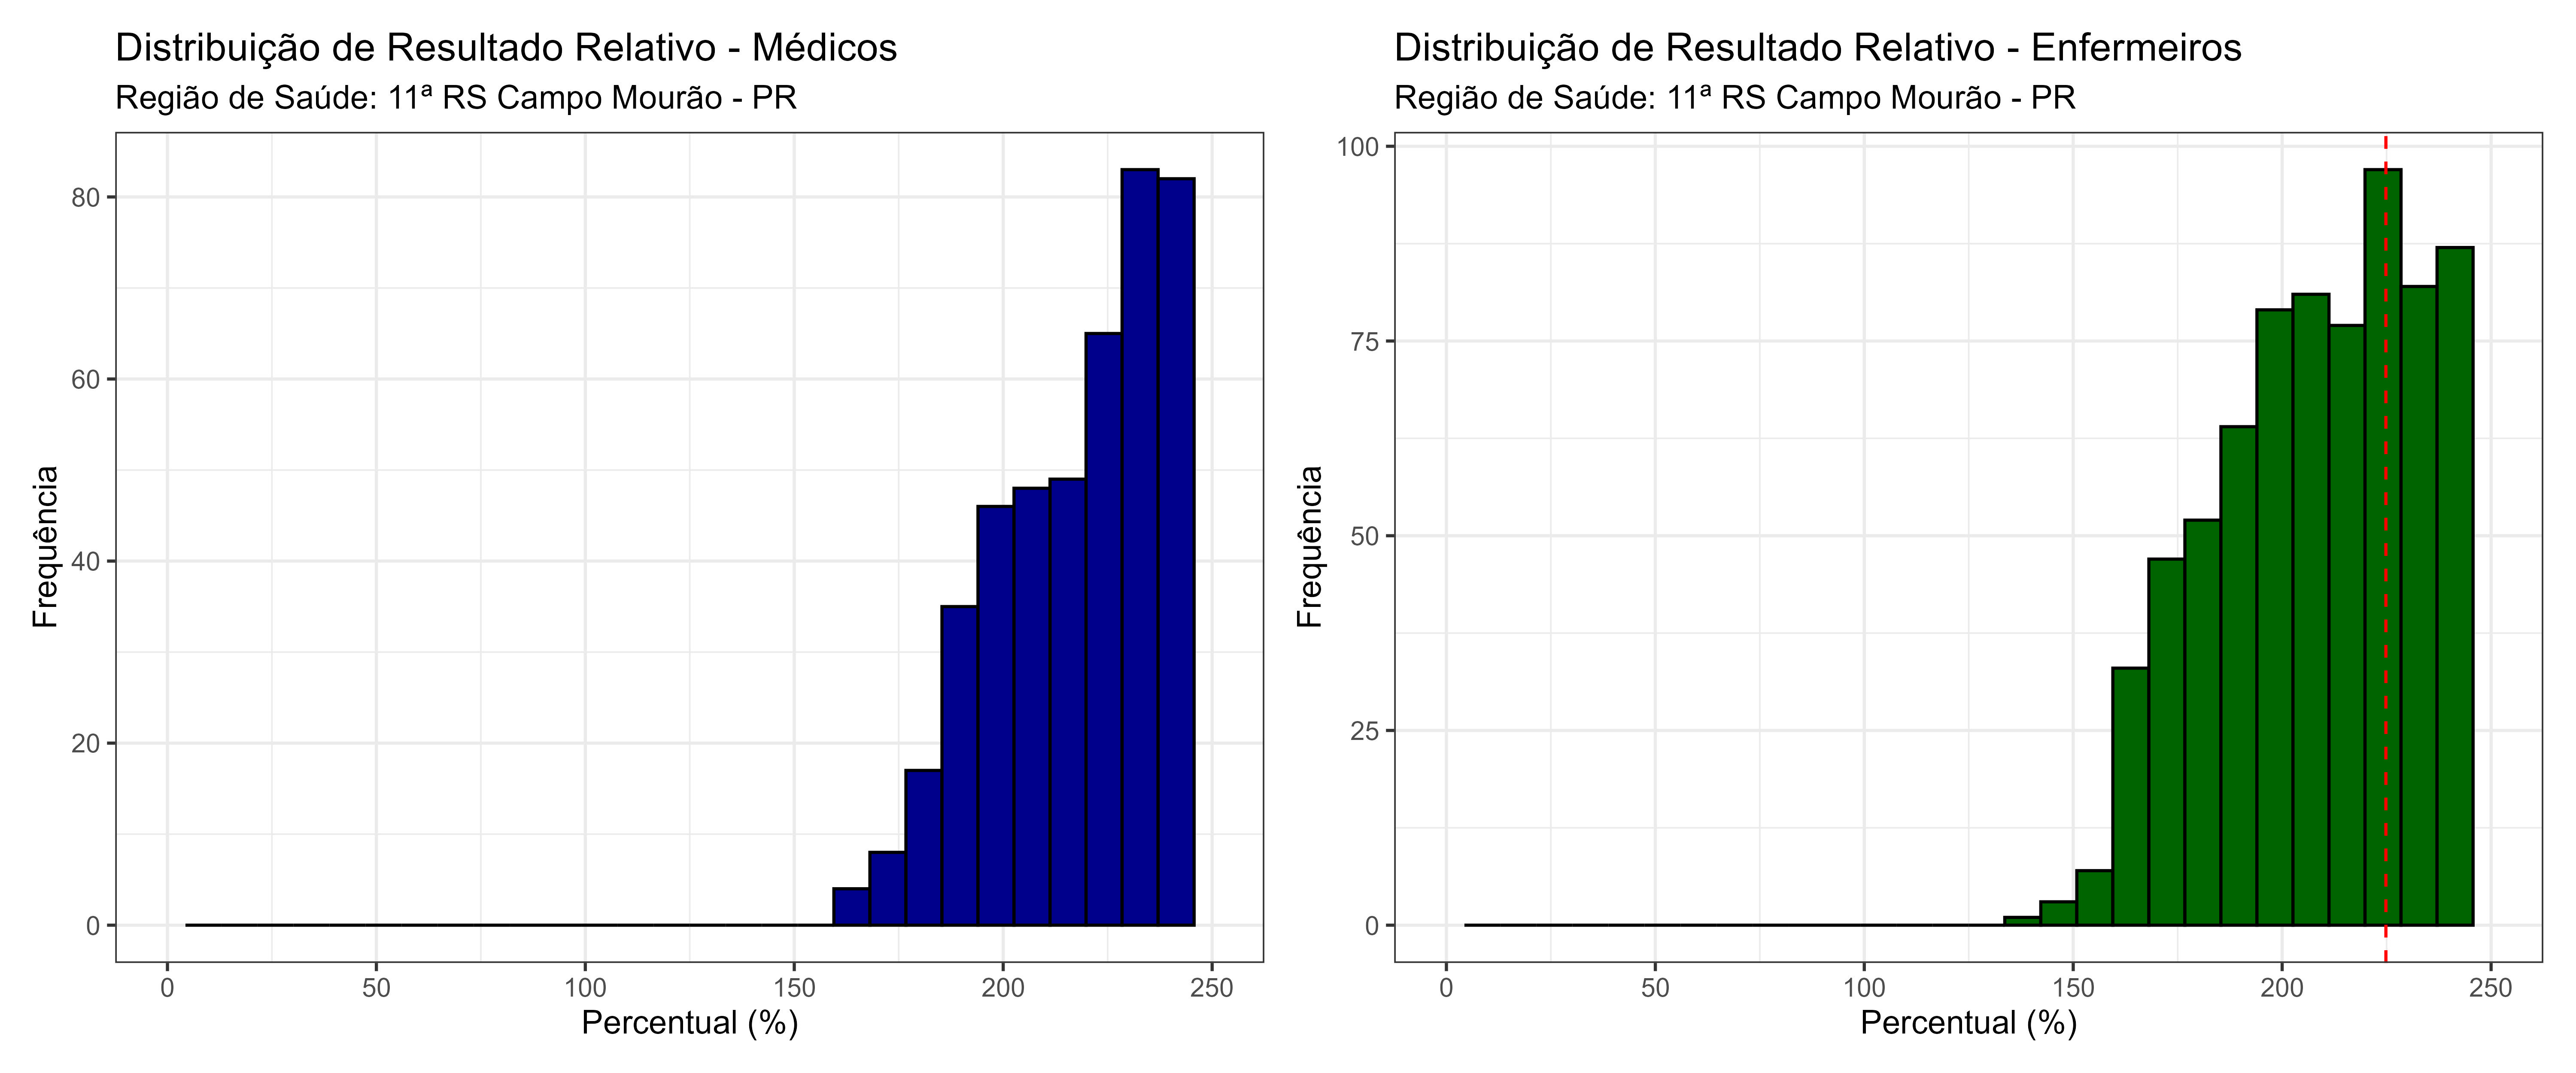 Distribuição de Resultado Relativo - Médicos
Região de Saúde: 11ª RS Campo Mourão - PR
Frequência
80
60
40
20
0
0 50 100 150 200 250
Percentual (%)
Distribuição de Resultado Relativo - Enfermeiros
Região de Saúde: 11ª RS Campo Mourão - PR
Frequência
100
75
50
25
0
0 50 100 150 200 250
Percentual (%)